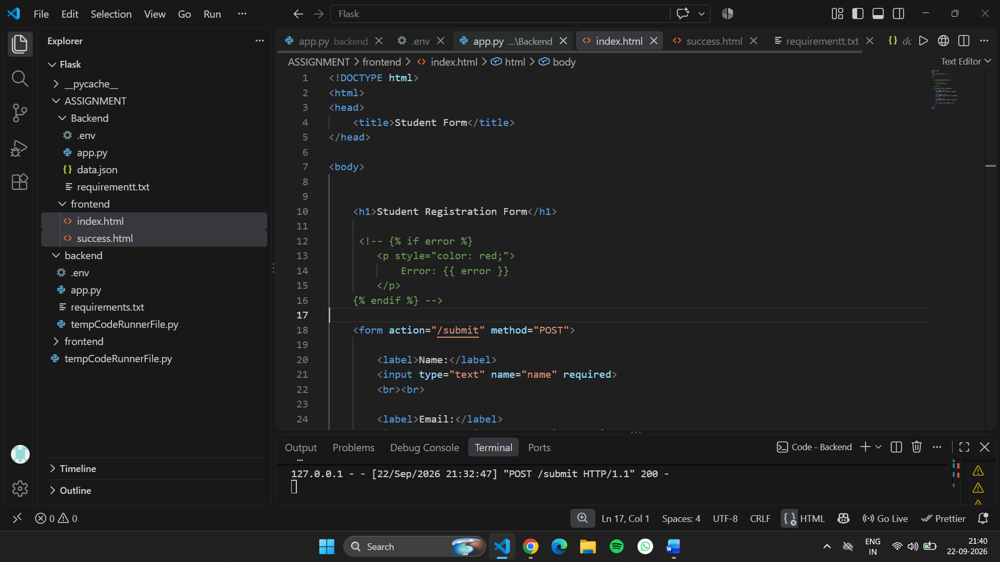 File Edit Selection View Go Run ···
Flask
Explorer
Flask
__pycache__
ASSIGNMENT
Backend
.env
app.py
data.json
requirementt.txt
frontend
index.html
success.html
backend
.env
app.py
requirements.txt
tempCodeRunnerFile.py
frontend
tempCodeRunnerFile.py
Timeline
Outline
app.py backend .env app.py ...\Backend index.html success.html requirementt.txt
ASSIGNMENT > frontend > index.html > html > body
Text Editor
1 <!DOCTYPE html>
2 <html>
3 <head>
4 <title>Student Form</title>
5 </head>
6
7 <body>
8
9
10 <h1>Student Registration Form</h1>
11
12 <!-- {% if error %}
13 <p style="color: red;">
14 Error: {{ error }}
15 </p>
16 {% endif %} -->
17
18 <form action="/submit" method="POST">
19
20 <label>Name:</label>
21 <input type="text" name="name" required>
22 <br><br>
23
24 <label>Email:</label>
Output Problems Debug Console Terminal Ports
Code - Backend
127.0.0.1 - - [22/Sep/2026 21:32:47] "POST /submit HTTP/1.1" 200 -
0 0
Ln 17, Col 1 Spaces: 4 UTF-8 CRLF HTML Go Live Prettier
Search
ENG
IN
21:40
22-09-2026